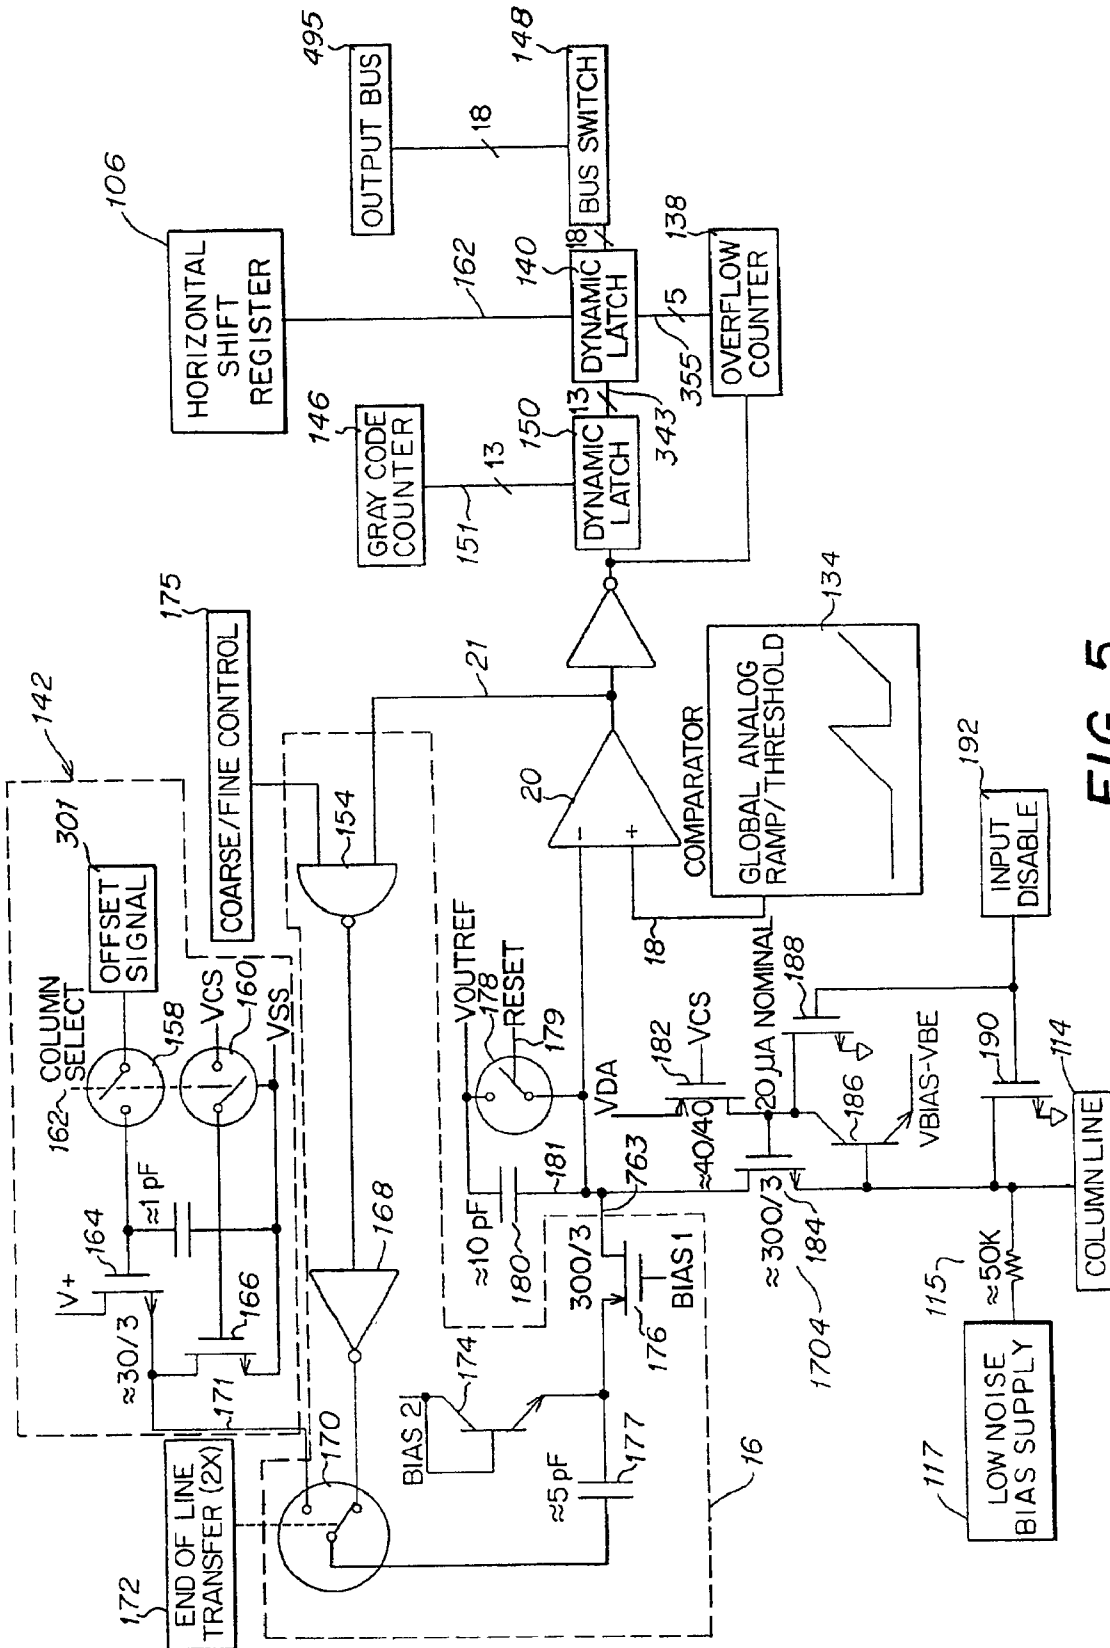 142
COLUMN
SELECT
162
301
OFFSET
SIGNAL
158
VCS
160
VSS
V+
164
≈1 pF
≈30/3
166
171
172
END OF LINE
TRANSFER (2X)
170
175
COARSE/FINE CONTROL
154
168
21
BIAS 2
174
≈5 pF
177
176
BIAS1
300/3
16
VOUTREF
178
RESET
179
≈10 pF
180
181
763
VDA
182
VCS
≈40/40
20 µA NOMINAL
188
≈300/3
184
186
VBIAS-VBE
1704
190
INPUT
DISABLE
192
115
≈50K
117
LOW NOISE
BIAS SUPPLY
COLUMN LINE
114
20
-
+
18
COMPARATOR
GLOBAL ANALOG
RAMP/THRESHOLD
134
106
HORIZONTAL
SHIFT
REGISTER
162
146
GRAY CODE
COUNTER
13
151
150
DYNAMIC
LATCH
13
343
140
DYNAMIC
LATCH
18
5
355
138
OVERFLOW
COUNTER
495
OUTPUT BUS
18
148
BUS SWITCH
FIG. 5